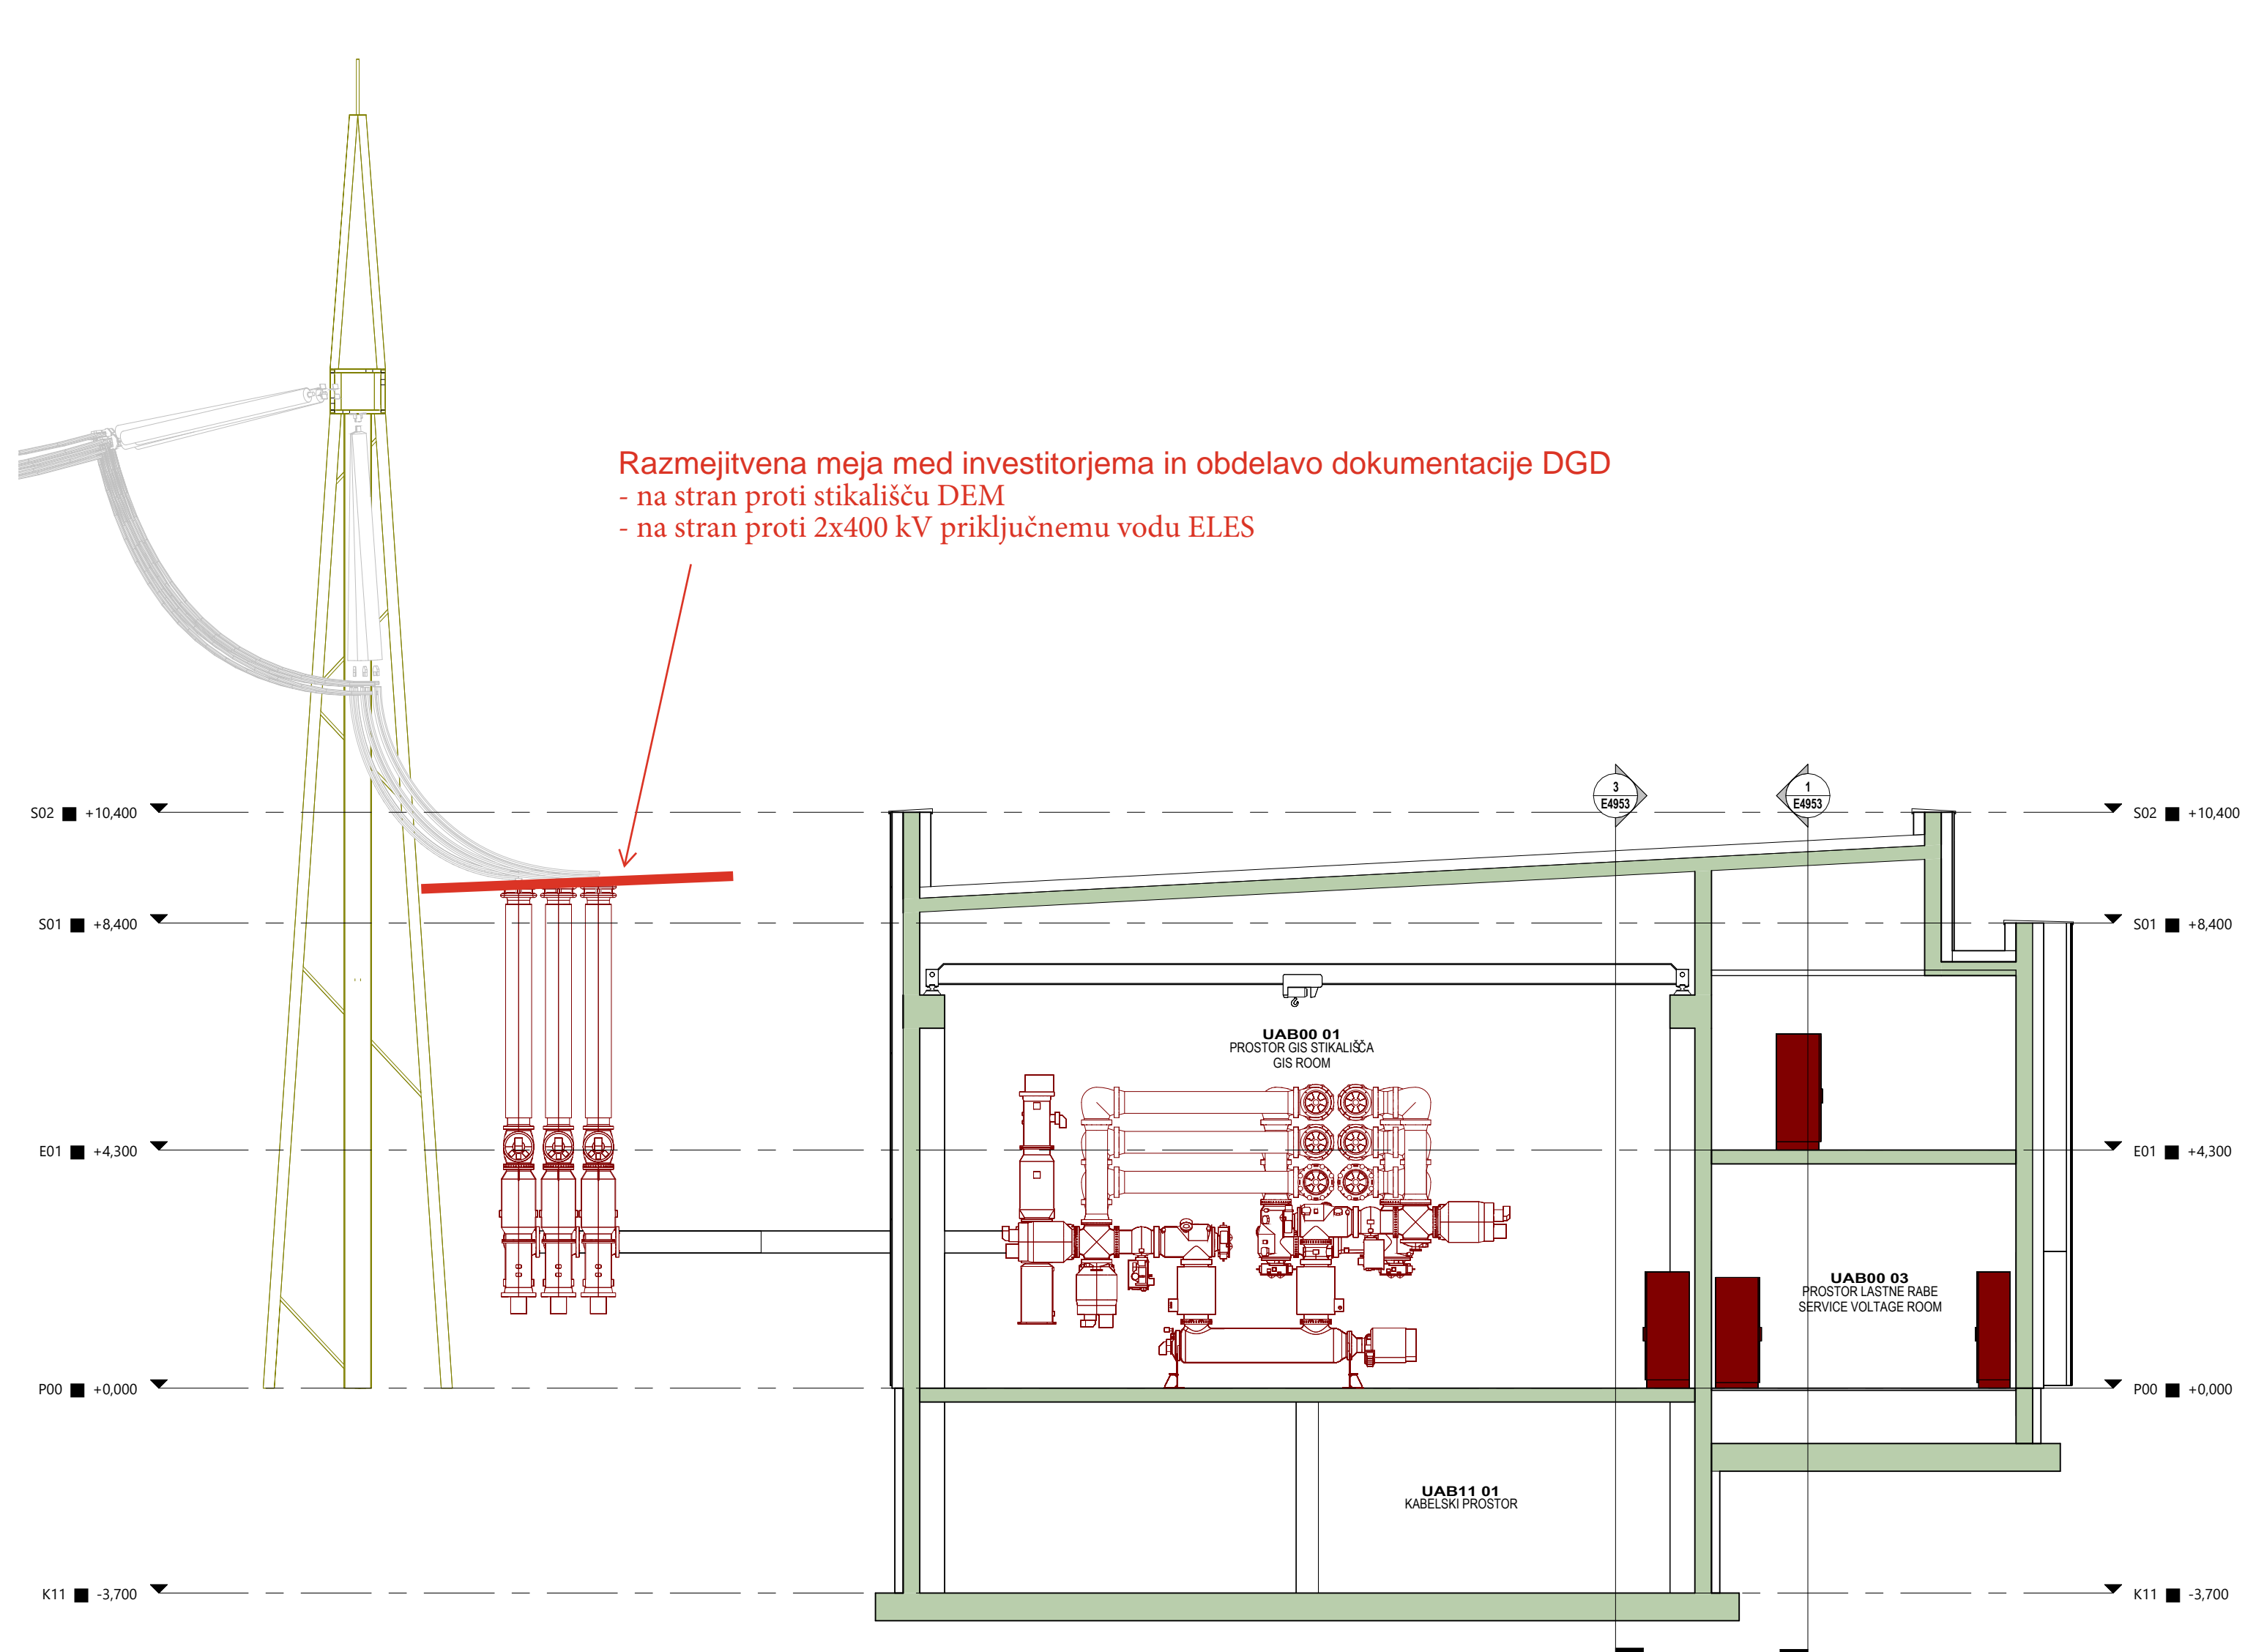 Razmejitvena meja med investitorjema in obdelavo dokumentacije DGD
- na stran proti stikališču DEM
- na stran proti 2x400 kV priključnemu vodu ELES
3
E4953
1
E4953
S02 +10,400
S02 +10,400
S01 +8,400
S01 +8,400
UAB00 01
PROSTOR GIS STIKALIŠČA
GIS ROOM
E01 +4,300
E01 +4,300
UAB00 03
PROSTOR LASTNE RABE
SERVICE VOLTAGE ROOM
P00 +0,000
P00 +0,000
UAB11 01
KABELSKI PROSTOR
K11 -3,700
K11 -3,700